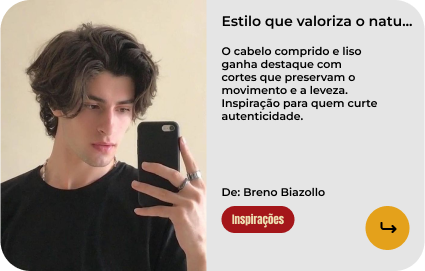 Estilo que valoriza o natu...
O cabelo comprido e liso
ganha destaque com
cortes que preservam o
movimento e a leveza.
Inspiração para quem curte
autenticidade.
De: Breno Biazollo
Inspirações